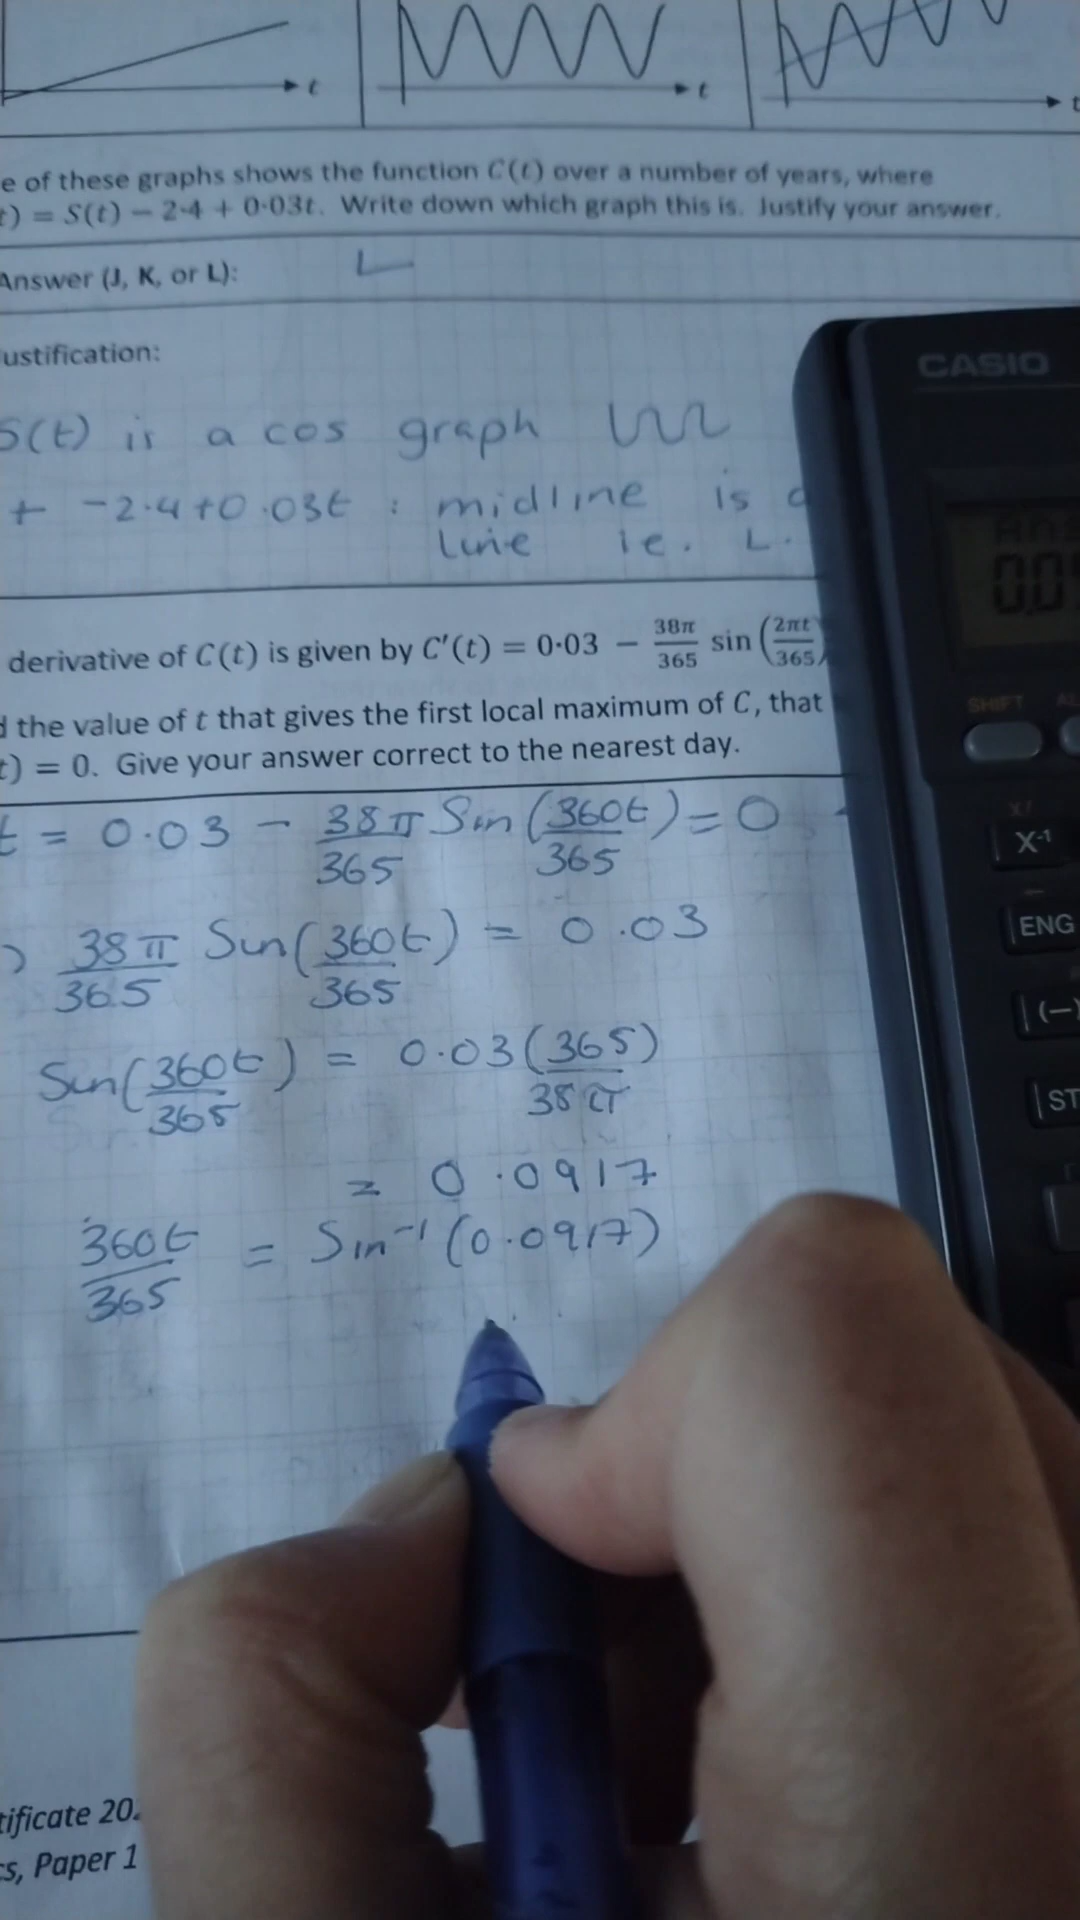 t
t
t
e of these graphs shows the function C(t) over a number of years, where
t) = S(t) − 2·4 + 0·03t. Write down which graph this is. Justify your answer.
Answer (J, K, or L): L
ustification:
S(t) is a cos graph
+ −2.4+0.03t : midline is a
line ie. L.
CASIO
derivative of C(t) is given by C′(t) = 0·03 − 38π/365 sin (2πt/365)
d the value of t that gives the first local maximum of C, that
t) = 0. Give your answer correct to the nearest day.
SHIFT AL
t = 0.03 − 38π/365 Sin (360t/365) = 0
X!
X-1
38π/365 Sin (360t/365) = 0.03
ENG
(−)
Sin (360t/365) = 0.03 (365/38π)
ST
= 0.0917
360t/365 = Sin⁻¹ (0.0917)
tificate 20
cs, Paper 1